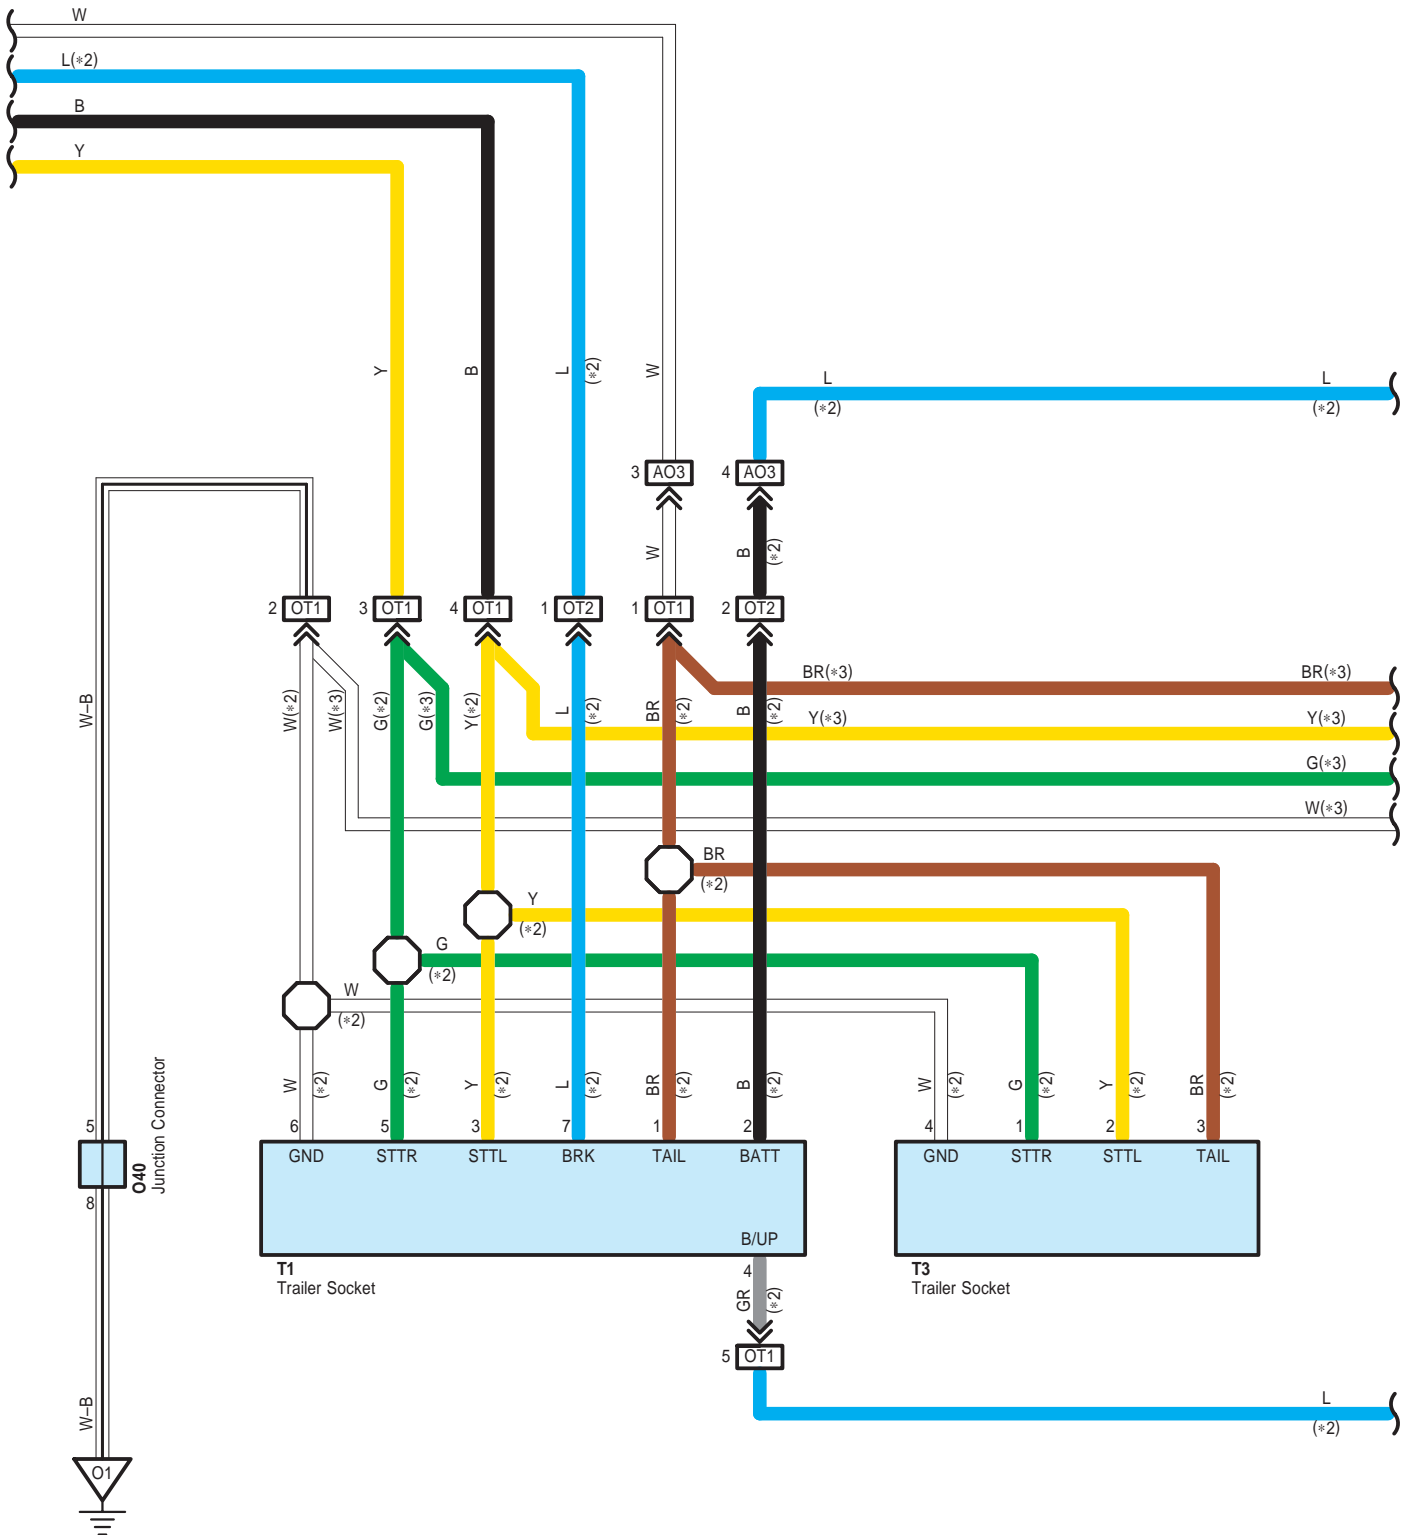 W
L(*2)
B
Y
Y
B
L
(*2)
W
L
(*2)
L
(*2)
3 AO3
4 AO3
W
B
(*2)
2 OT1
3 OT1
4 OT1
1 OT2
1 OT1
2 OT2
W-B
W(*2)
W(*3)
G(*2)
G(*3)
Y(*2)
L
(*2)
BR
(*2)
B
(*2)
BR(*3)
BR(*3)
Y(*3)
Y(*3)
G(*3)
W(*3)
BR
(*2)
Y
(*2)
G
(*2)
W
(*2)
W
(*2)
G
(*2)
Y
(*2)
L
(*2)
BR
(*2)
B
(*2)
W
(*2)
G
(*2)
Y
(*2)
BR
(*2)
5
8
O40
Junction Connector
6 5 3 7 1 2
GND STTR STTL BRK TAIL BATT
B/UP
T1
Trailer Socket
4 1 2 3
GND STTR STTL TAIL
T3
Trailer Socket
4
GR
(*2)
5 OT1
L
(*2)
W-B
O1